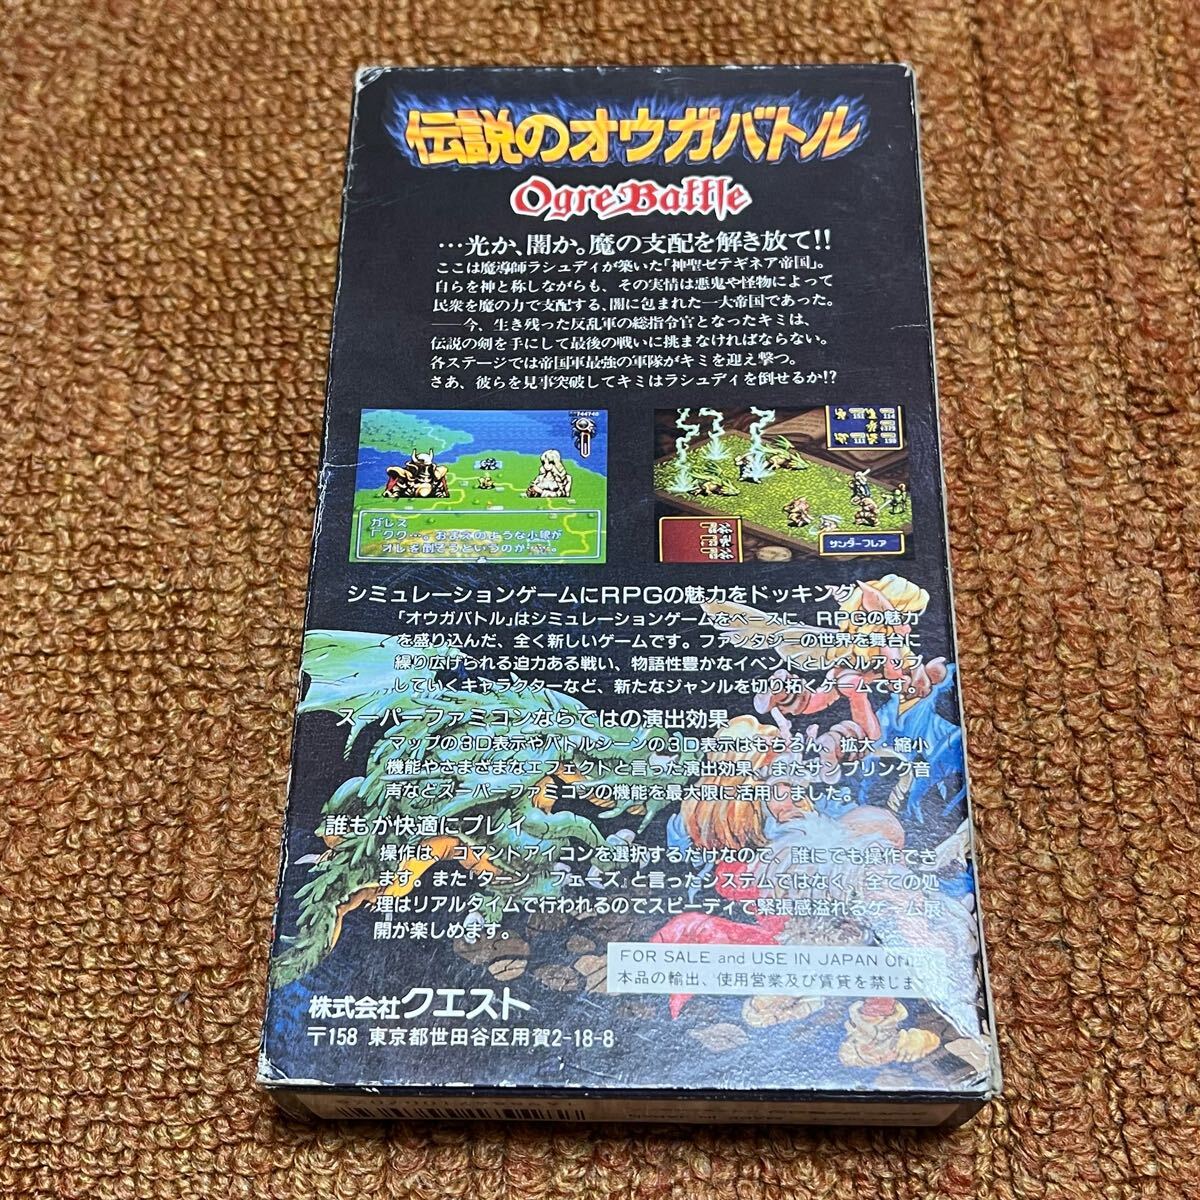 伝説のオウガバトル
Ogre Battle
…光か、闇か。魔の支配を解き放て!!
ここは魔導師ラシュディが築いた「神聖ゼテギネア帝国」。
自らを神と称しながらも、その実情は悪鬼や怪物によって
民衆を魔の力で支配する、闇に包まれた一大帝国であった。
――今、生き残った反乱軍の総指令官となったキミは、
伝説の剣を手にして最後の戦いに挑まなければならない。
各ステージでは帝国軍最強の軍隊がキミを迎え撃つ。
さあ、彼らを見事突破してキミはラシュディを倒せるか!?
ガレス
「ククク…。おまえのような小娘が
オレを倒そうというのか……。
サンダーフレア
シミュレーションゲームにRPGの魅力をドッキング
「オウガバトル」はシミュレーションゲームをベースに、RPGの魅力
を盛り込んだ、全く新しいゲームです。ファンタジーの世界を舞台に
繰り広げられる迫力ある戦い、物語性豊かなイベントとレベルアップ
していくキャラクターなど、新たなジャンルを切り拓くゲームです。
スーパーファミコンならではの演出効果
マップの3D表示やバトルシーンの3D表示はもちろん、拡大・縮小
機能やさまざまなエフェクトと言った演出効果、またサンプリング音
声などスーパーファミコンの機能を最大限に活用しました。
誰もが快適にプレイ
操作は、コマンドアイコンを選択するだけなので、誰にでも操作でき
ます。また『ターン フェーズ』と言ったシステムではなく、全ての処
理はリアルタイムで行われるのでスピーディで緊張感溢れるゲーム展
開が楽しめます。
FOR SALE and USE IN JAPAN ONLY
本品の輸出、使用営業及び賃貸を禁じま
株式会社クエスト
〒158 東京都世田谷区用賀2-18-8